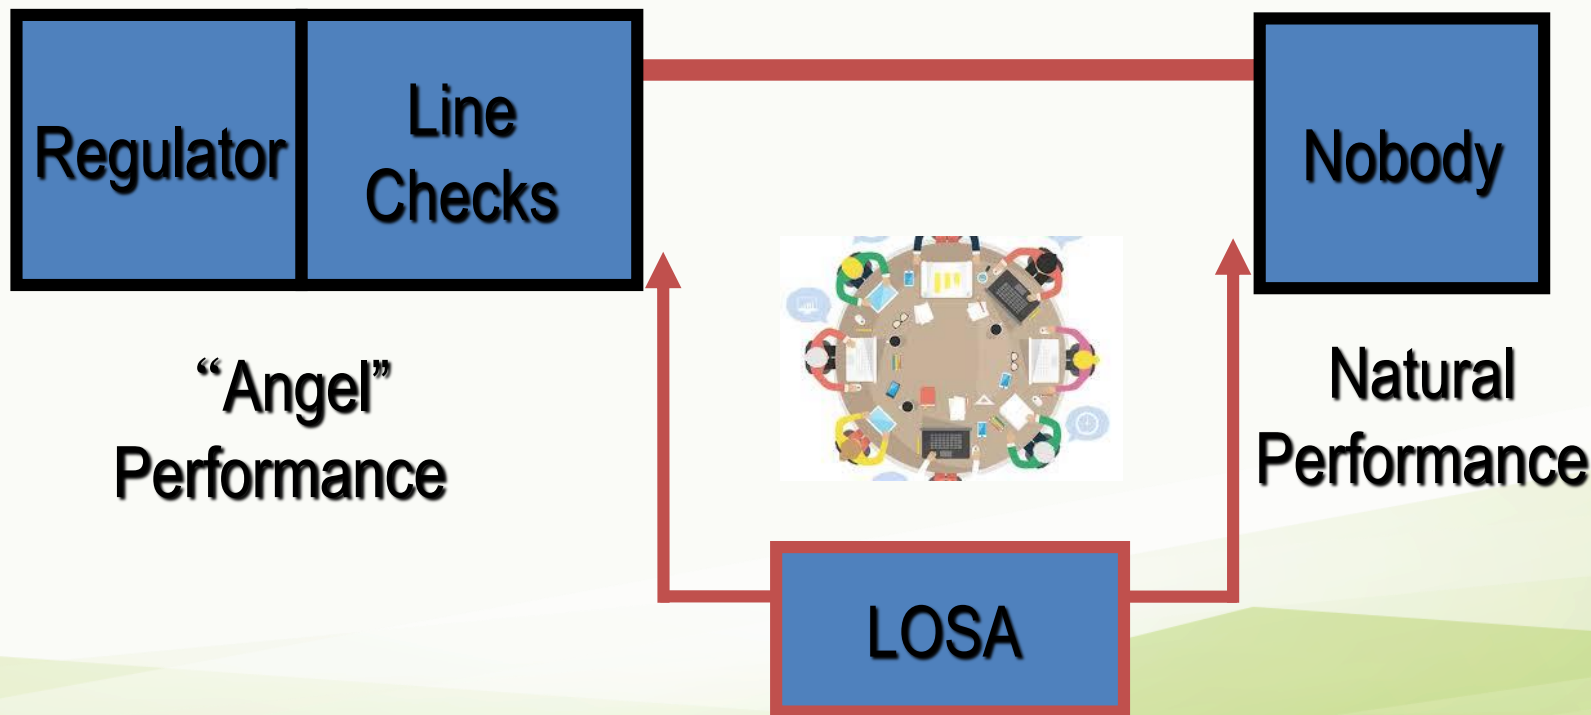 Regulator
Line
Checks
Nobody
“Angel”
Performance
Natural
Performance
LOSA